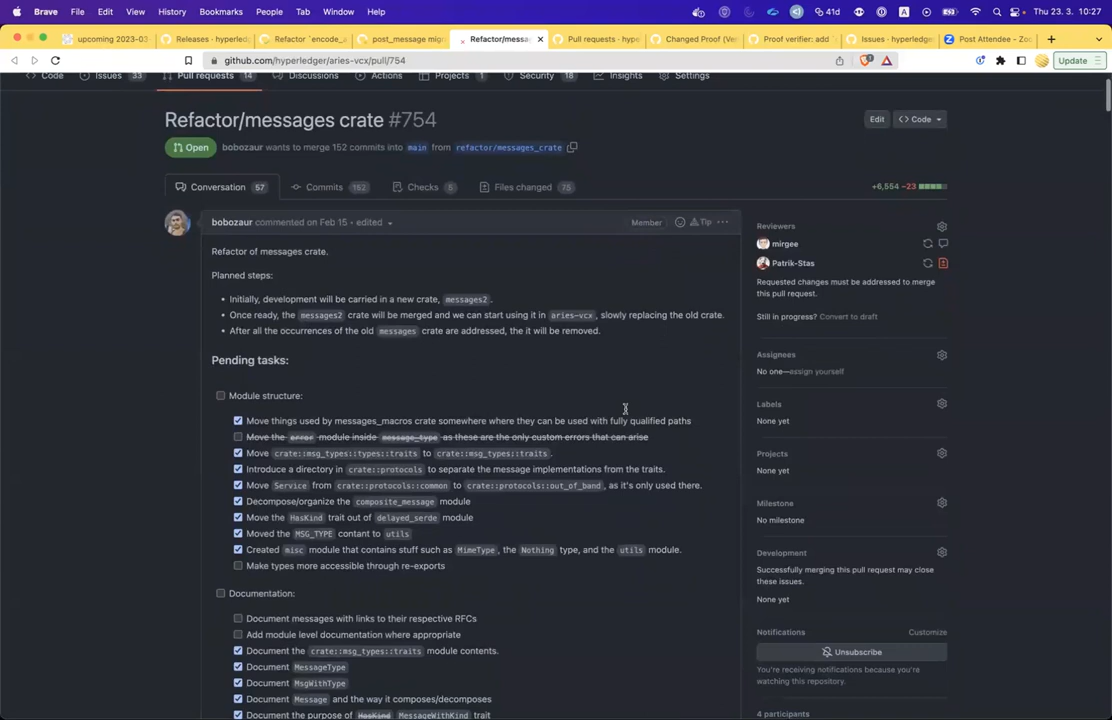 Brave File Edit View History Bookmarks People Tab Window Help 41d A Thu 23. 3. 10:27
upcoming 2023-03- Releases · hyperled Refactor `encode_a post_message migr Refactor/messa Pull requests · hype Changed Proof (Ver Proof verifier: add ` Issues · hyperledger Post Attendee - Zoo
github.com/hyperledger/aries-vcx/pull/754 Update
Code Issues 33 Pull requests 14 Discussions Actions Projects 1 Security 18 Insights Settings
Refactor/messages crate #754 Edit Code
Open bobozaur wants to merge 152 commits into main from refactor/messages_crate
Conversation 57 Commits 152 Checks 5 Files changed 75 +6,554 −23
bobozaur commented on Feb 15 • edited Member Tip
Refactor of messages crate.
Planned steps:
• Initially, development will be carried in a new crate, messages2.
• Once ready, the messages2 crate will be merged and we can start using it in aries-vcx, slowly replacing the old crate.
• After all the occurrences of the old messages crate are addressed, the it will be removed.
Pending tasks:
Module structure:
Move things used by messages_macros crate somewhere where they can be used with fully qualified paths
Move the error module inside message_type as these are the only custom errors that can arise
Move crate::msg_types::types::traits to crate::msg_types::traits.
Introduce a directory in crate::protocols to separate the message implementations from the traits.
Move Service from crate::protocols::common to crate::protocols::out_of_band, as it's only used there.
Decompose/organize the composite_message module
Move the HasKind trait out of delayed_serde module
Moved the MSG_TYPE contant to utils
Created misc module that contains stuff such as MimeType, the Nothing type, and the utils module.
Make types more accessible through re-exports
Documentation:
Document messages with links to their respective RFCs
Add module level documentation where appropriate
Document the crate::msg_types::traits module contents.
Document MessageType
Document MsgWithType
Document Message and the way it composes/decomposes
Document the purpose of HasKind MessageWithKind trait
Reviewers
mirgee
Patrik-Stas
Requested changes must be addressed to merge
this pull request.
Still in progress? Convert to draft
Assignees
No one—assign yourself
Labels
None yet
Projects
None yet
Milestone
No milestone
Development
Successfully merging this pull request may close
these issues.
None yet
Notifications Customize
Unsubscribe
You're receiving notifications because you're
watching this repository.
4 participants